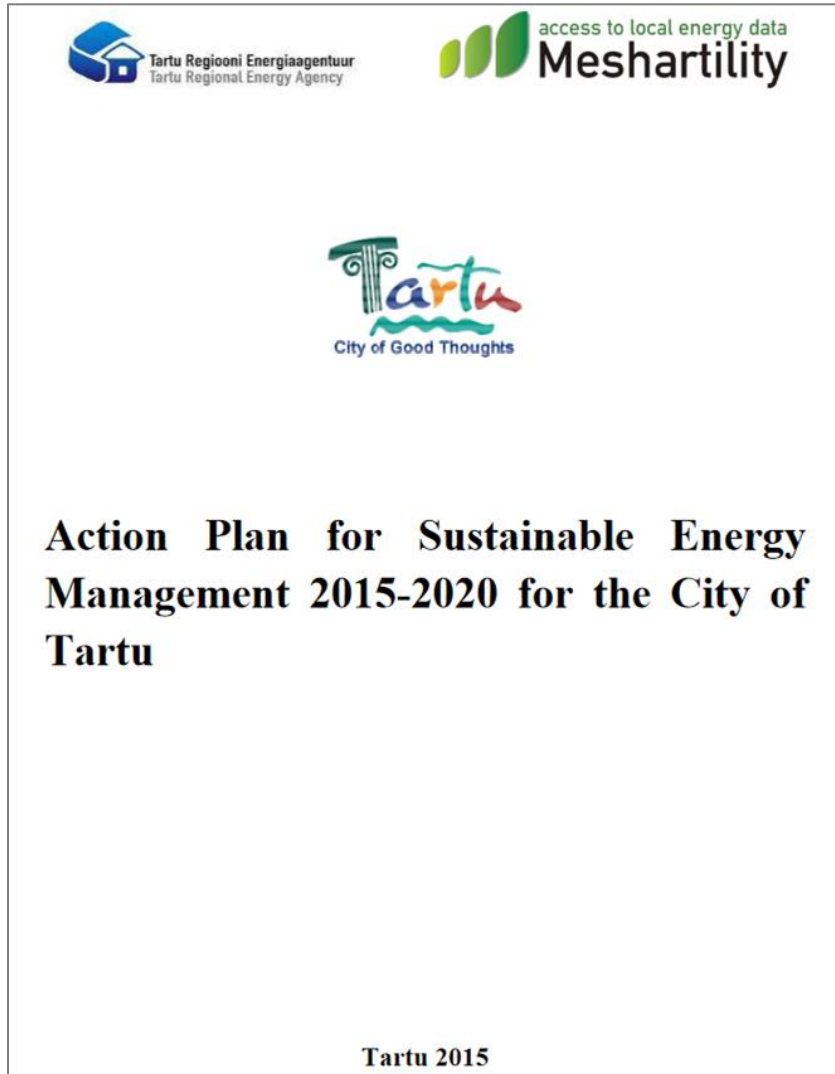 Tartu Regiooni Energiaagentuur
Tartu Regional Energy Agency
access to local energy data
Meshartility
Tartu
City of Good Thoughts
Action Plan for Sustainable Energy
Management 2015-2020 for the City of
Tartu
Tartu 2015